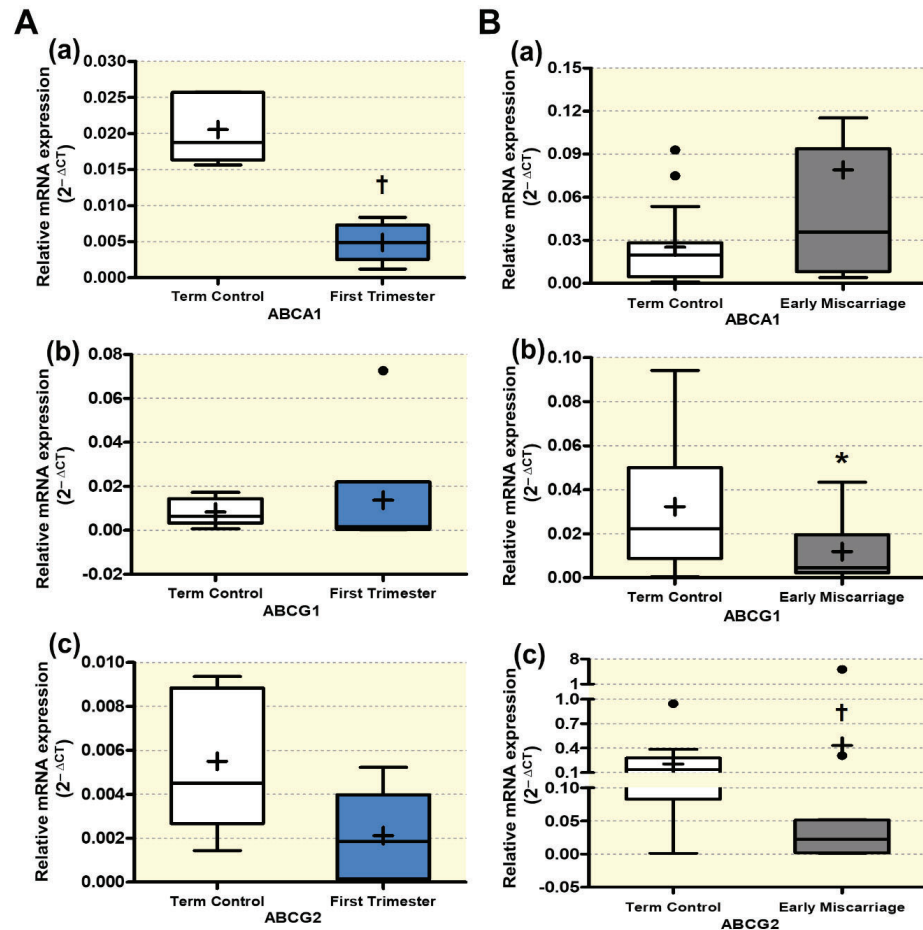 A
(a)
Relative mRNA expression
(2^−ΔCT)
0.030
0.025
0.020
0.015
0.010
0.005
0.000
†
Term Control First Trimester
ABCA1
(b)
Relative mRNA expression
(2^−ΔCT)
0.08
0.06
0.04
0.02
0.00
-0.02
Term Control First Trimester
ABCG1
(c)
Relative mRNA expression
(2^−ΔCT)
0.010
0.008
0.006
0.004
0.002
0.000
Term Control First Trimester
ABCG2
B
(a)
Relative mRNA expression
(2^−ΔCT)
0.15
0.12
0.09
0.06
0.03
0.00
Term Control Early Miscarriage
ABCA1
(b)
Relative mRNA expression
(2^−ΔCT)
0.10
0.08
0.06
0.04
0.02
0.00
*
Term Control Early Miscarriage
ABCG1
(c)
Relative mRNA expression
(2^−ΔCT)
8
1
1.0
0.7
0.4
0.1
0.10
0.05
0.00
-0.05
†
Term Control Early Miscarriage
ABCG2